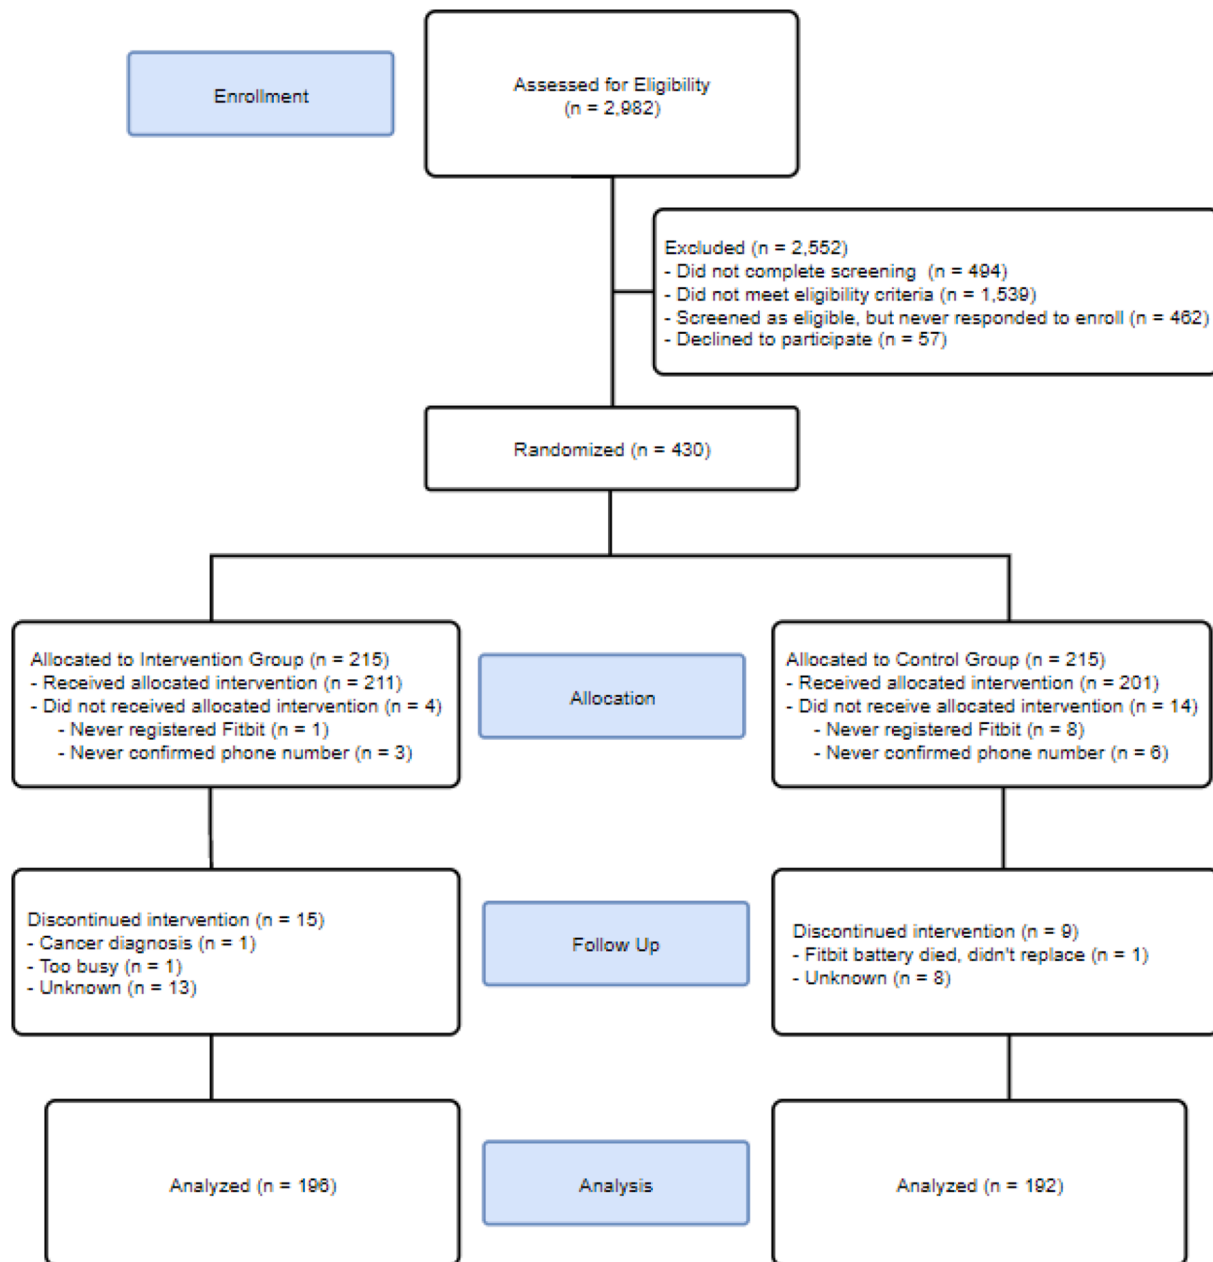 Enrollment
Assessed for Eligibility
(n = 2,982)
Excluded (n = 2,552)
- Did not complete screening  (n = 494)
- Did not meet eligibility criteria (n = 1,539)
- Screened as eligible, but never responded to enroll (n = 462)
- Declined to participate (n = 57)
Randomized (n = 430)
Allocated to Intervention Group (n = 215)
- Received allocated intervention (n = 211)
- Did not received allocated intervention (n = 4)
- Never registered Fitbit (n = 1)
- Never confirmed phone number (n = 3)
Allocation
Allocated to Control Group (n = 215)
- Received allocated intervention (n = 201)
- Did not receive allocated intervention (n = 14)
- Never registered Fitbit (n = 8)
- Never confirmed phone number (n = 6)
Discontinued intervention (n = 15)
- Cancer diagnosis (n = 1)
- Too busy (n = 1)
- Unknown (n = 13)
Follow Up
Discontinued intervention (n = 9)
- Fitbit battery died, didn't replace (n = 1)
- Unknown (n = 8)
Analyzed (n = 196)
Analysis
Analyzed (n = 192)